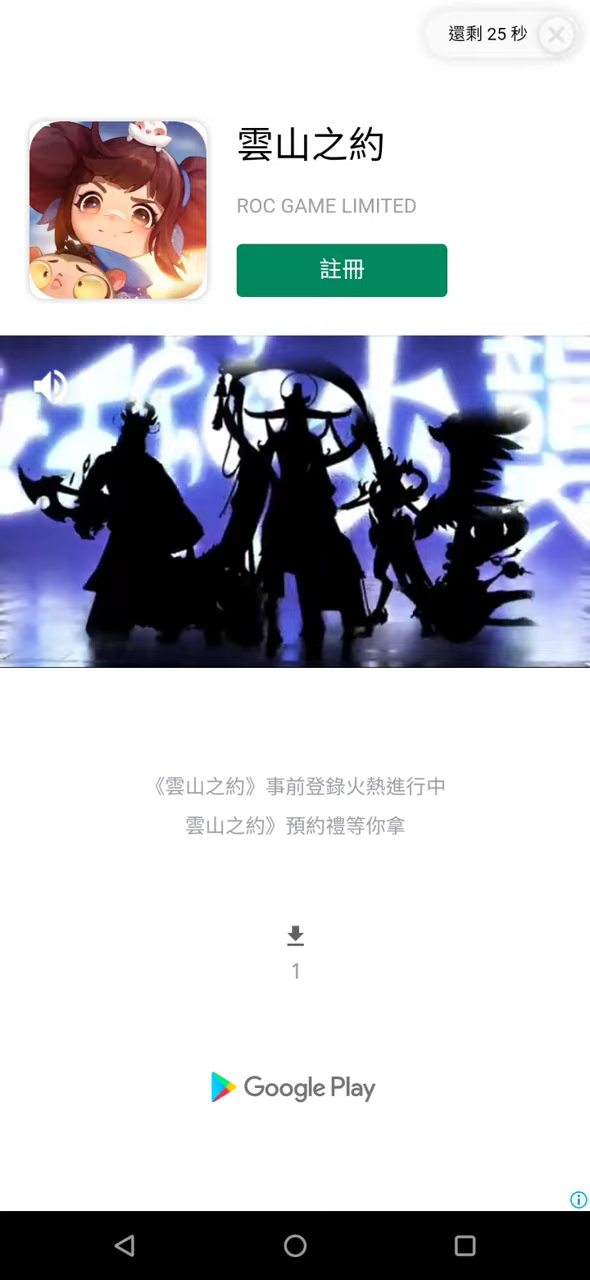 還剩 25 秒
雲山之約
ROC GAME LIMITED
註冊
《雲山之約》事前登錄火熱進行中
雲山之約》預約禮等你拿
1
Google Play